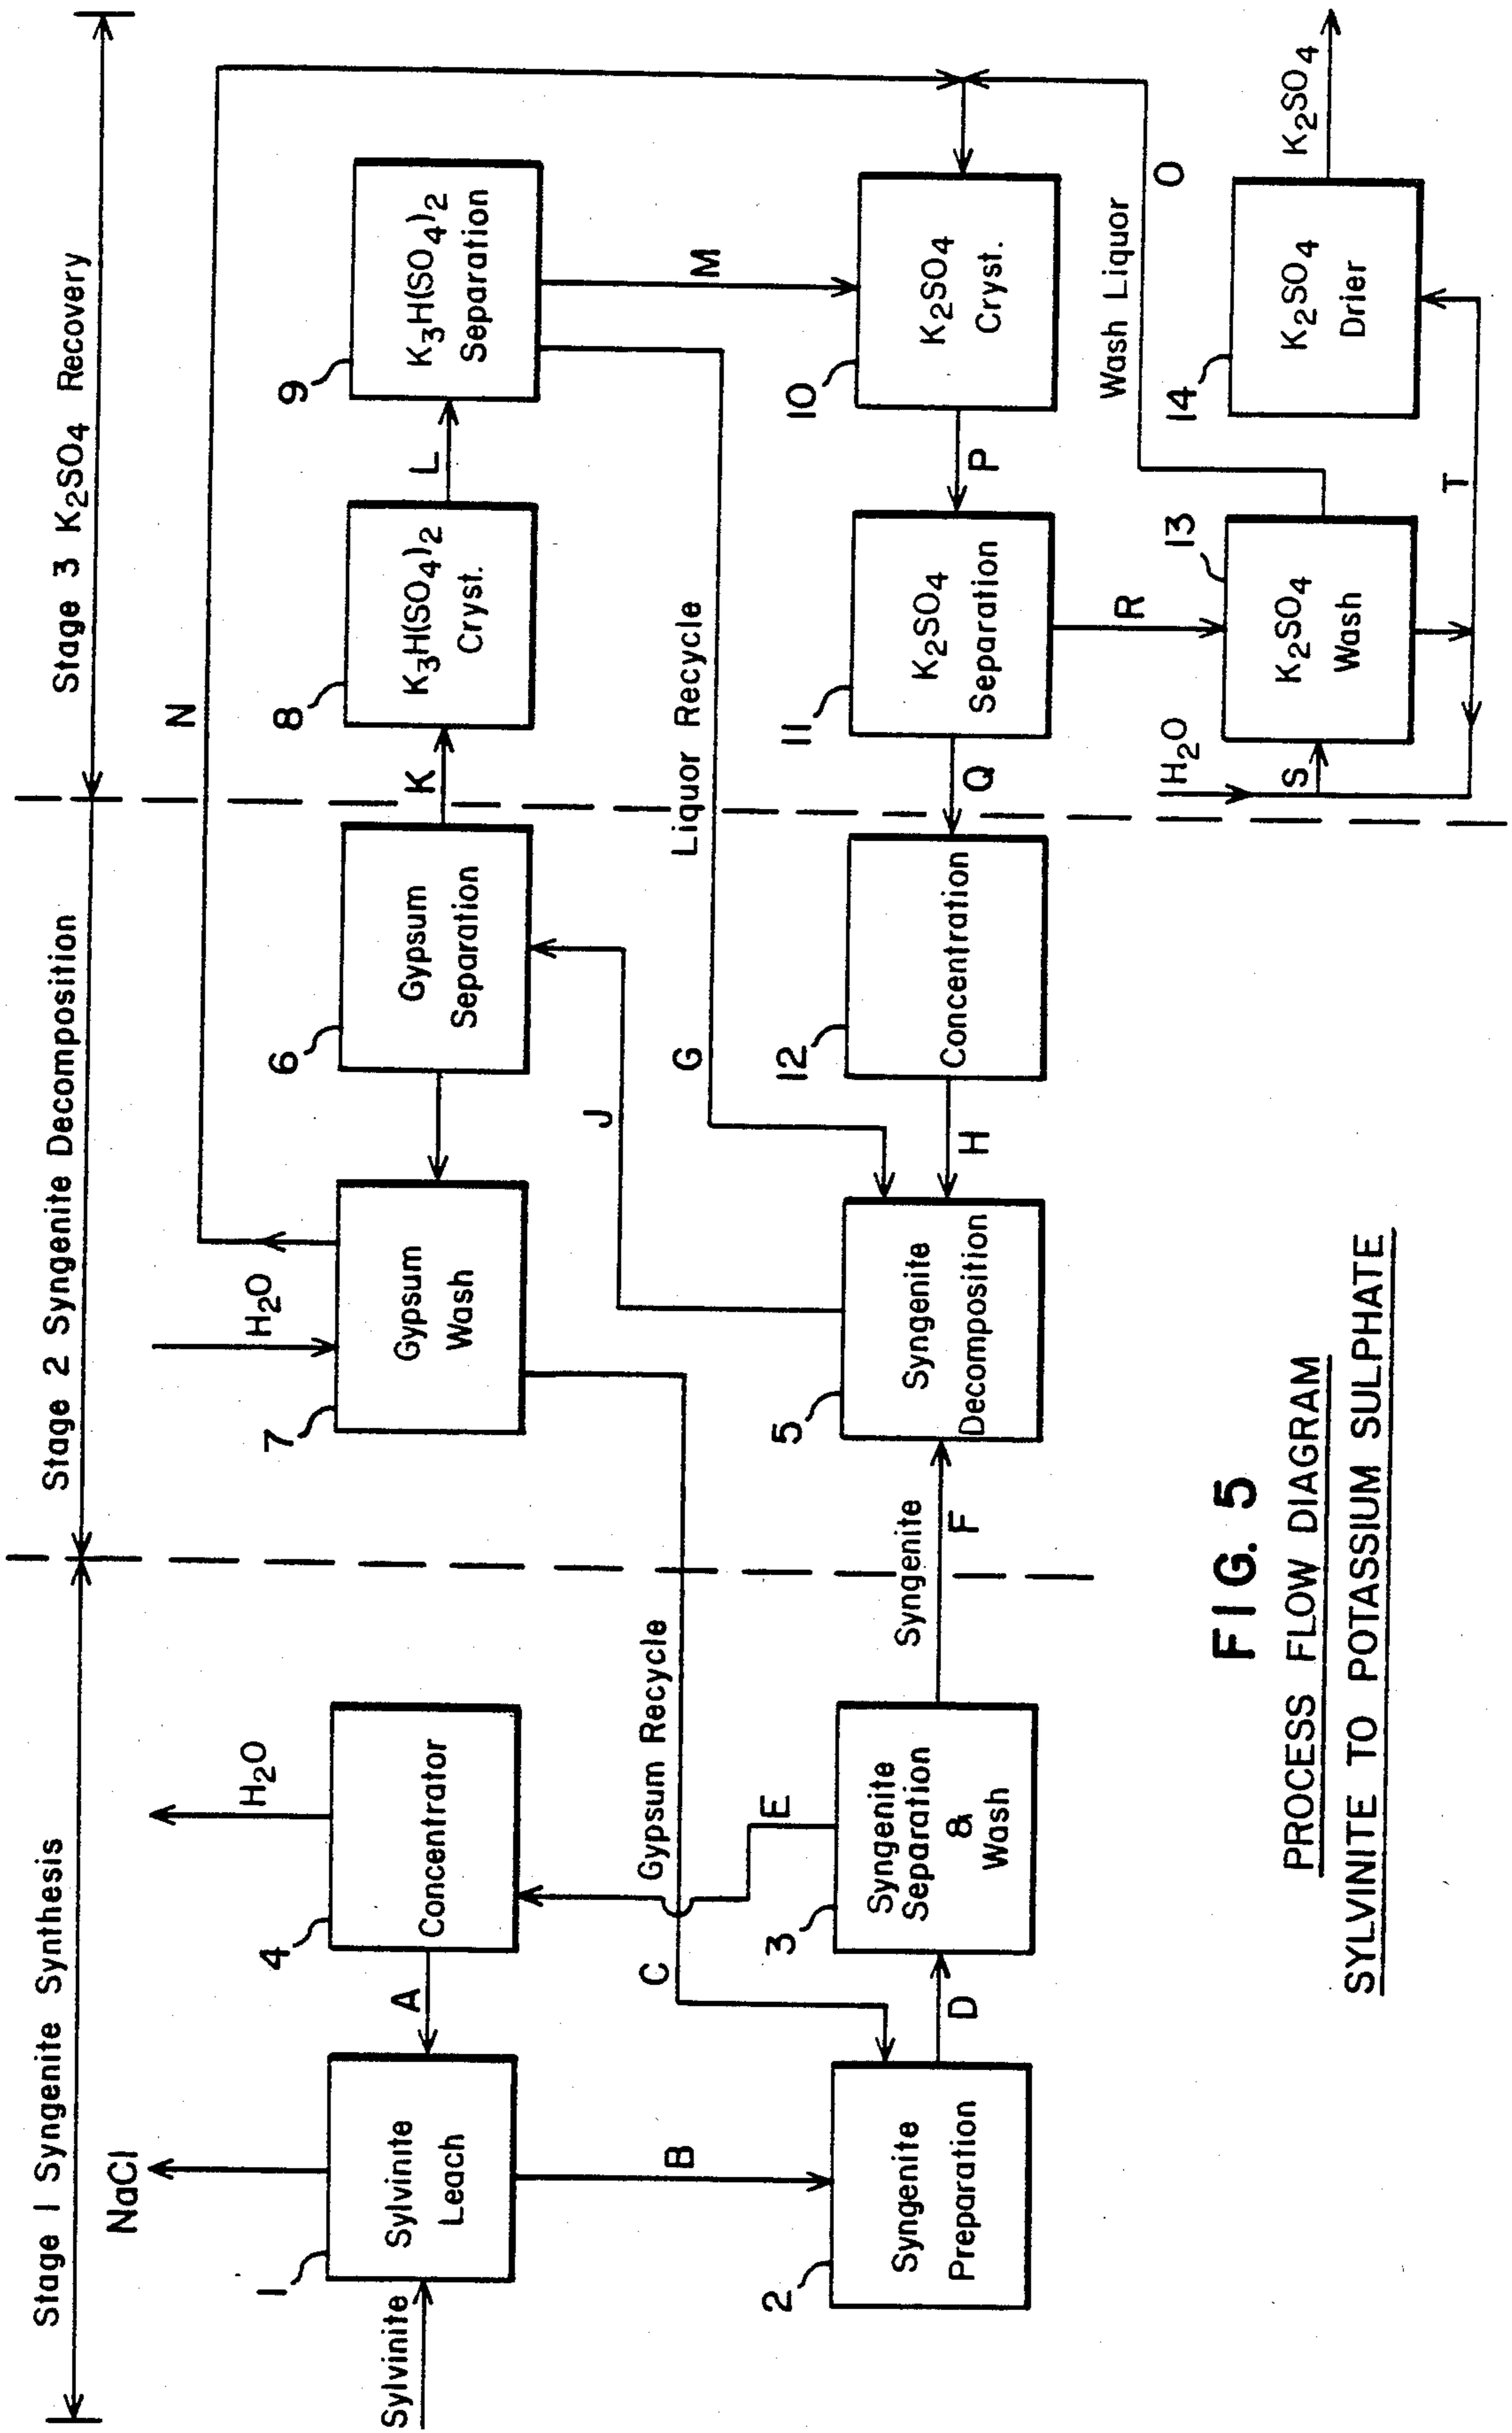 Stage 1 Syngenite Synthesis
Stage 2 Syngenite Decomposition
Stage 3 K2SO4 Recovery
NaCl
H2O
H2O
N
Sylvinite
1
Sylvinite
Leach
A
4
Concentrator
7
Gypsum
Wash
6
Gypsum
Separation
K
8
K3H(SO4)2
Cryst.
L
9
K3H(SO4)2
Separation
B
C
Gypsum Recycle
E
J
G
Liquor Recycle
M
2
Syngenite
Preparation
D
3
Syngenite
Separation
&
Wash
Syngenite
F
5
Syngenite
Decomposition
H
12
Concentration
Q
11
K2SO4
Separation
P
10
K2SO4
Cryst.
R
Wash Liquor
O
H2O
S
13
K2SO4
Wash
14
K2SO4
Drier
K2SO4
T
FIG. 5
PROCESS FLOW DIAGRAM
SYLVINITE TO POTASSIUM SULPHATE